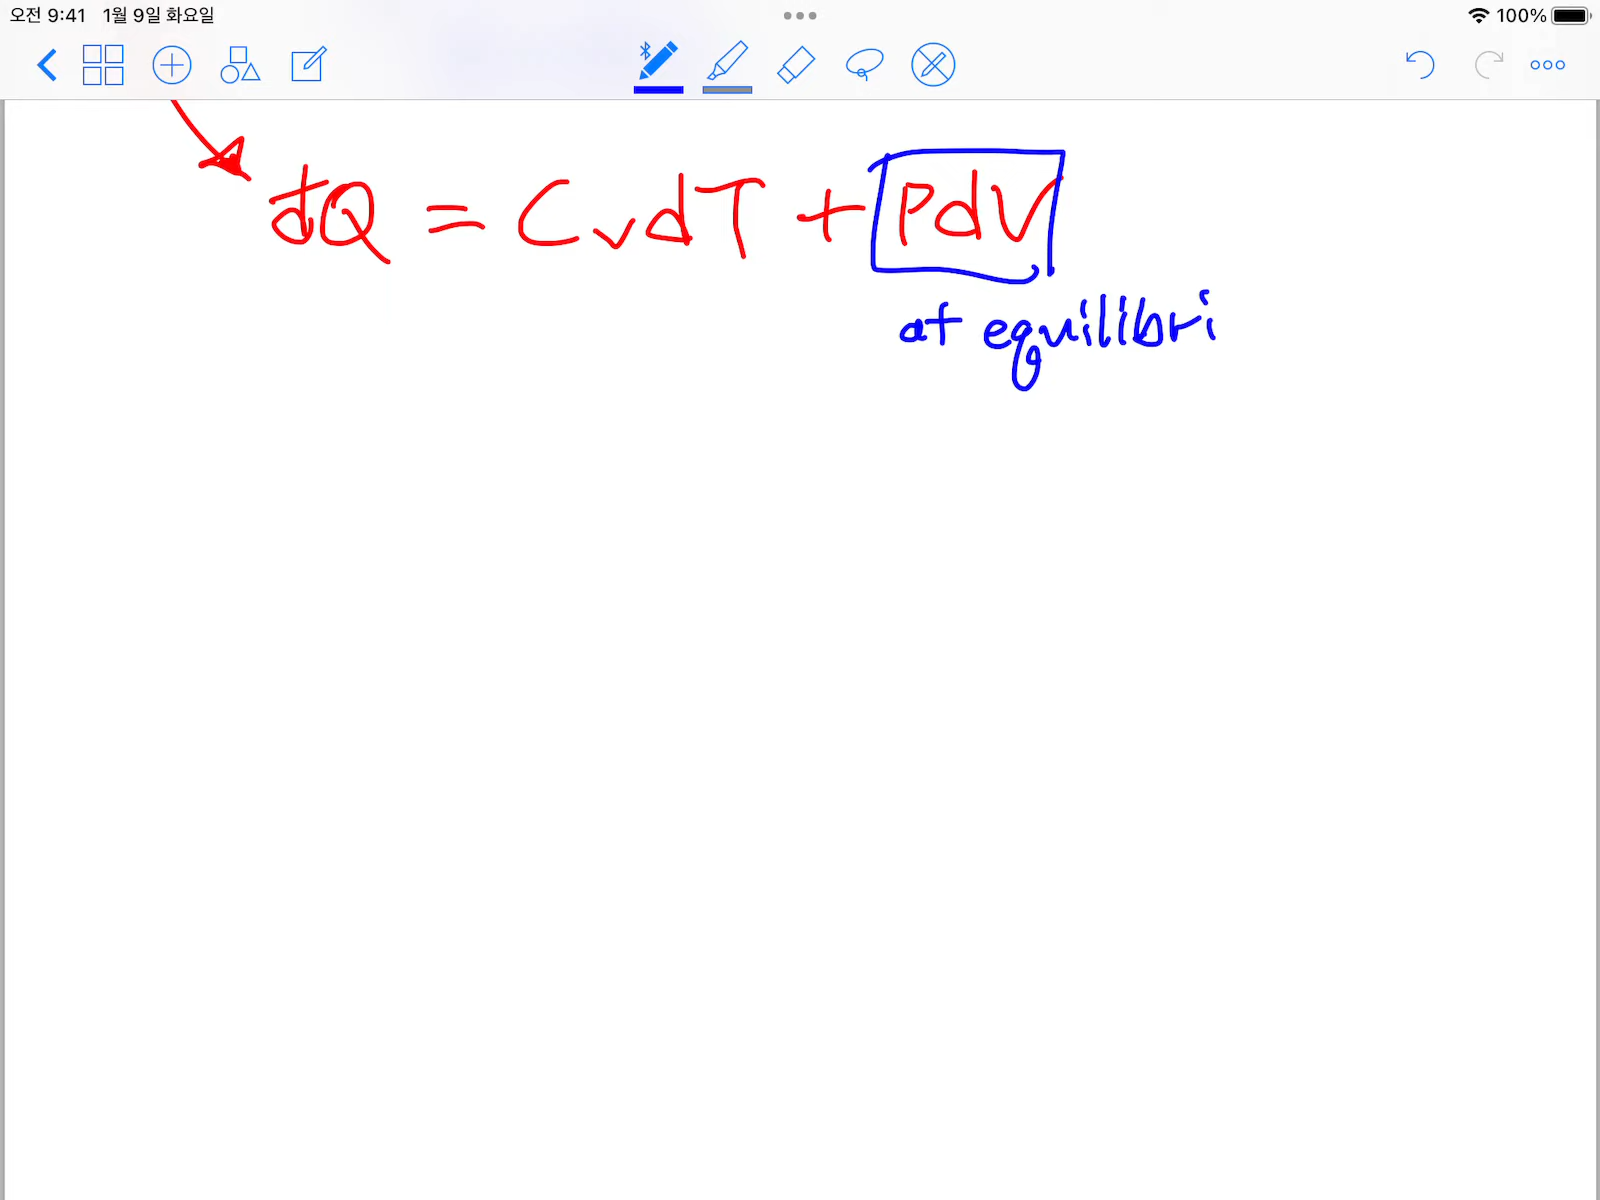 오전 9:41 1월 9일 화요일
100%
đQ = CvdT + PdV
at equilibri